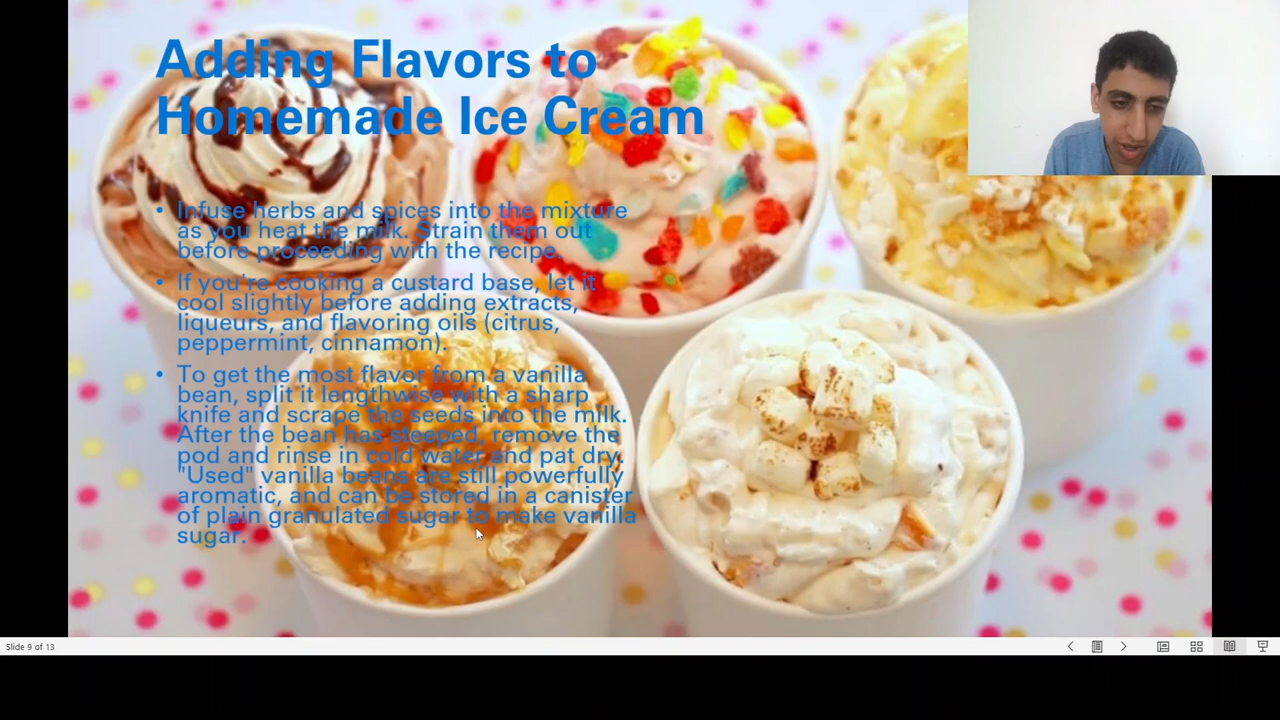 Adding Flavors to
Homemade Ice Cream
• Infuse herbs and spices into the mixture
as you heat the milk. Strain them out
before proceeding with the recipe.
• If you're cooking a custard base, let it
cool slightly before adding extracts,
liqueurs, and flavoring oils (citrus,
peppermint, cinnamon).
• To get the most flavor from a vanilla
bean, split it lengthwise with a sharp
knife and scrape the seeds into the milk.
After the bean has steeped, remove the
pod and rinse in cold water and pat dry.
"Used" vanilla beans are still powerfully
aromatic, and can be stored in a canister
of plain granulated sugar to make vanilla
sugar.
Slide 9 of 13